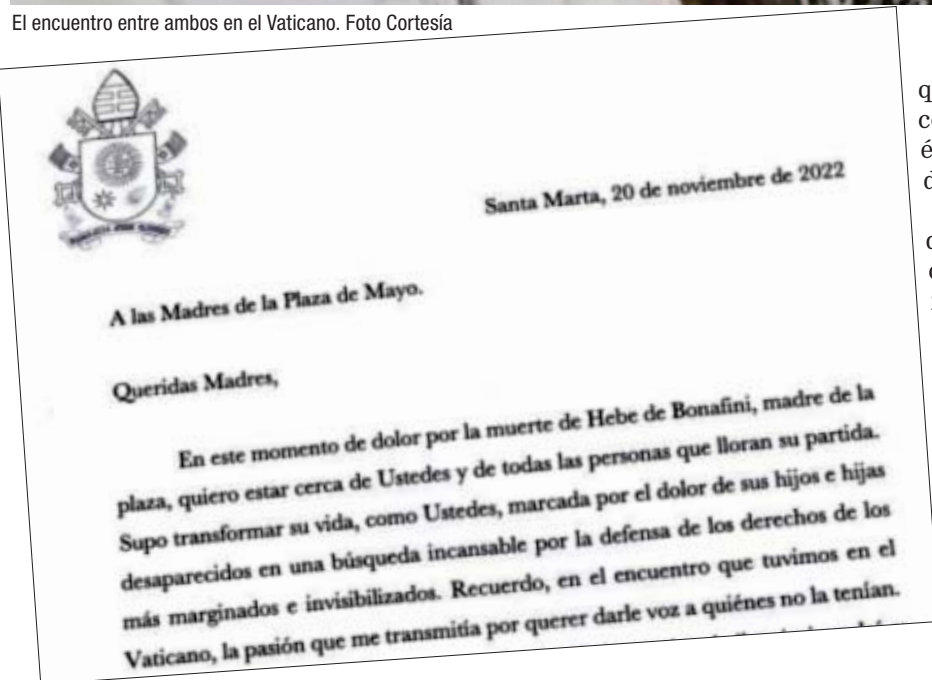 El encuentro entre ambos en el Vaticano. Foto Cortesía
Santa Marta, 20 de noviembre de 2022
A las Madres de la Plaza de Mayo.
Queridas Madres,
En este momento de dolor por la muerte de Hebe de Bonafini, madre de la
plaza, quiero estar cerca de Ustedes y de todas las personas que lloran su partida.
Supo transformar su vida, como Ustedes, marcada por el dolor de sus hijos e hijas
desaparecidos en una búsqueda incansable por la defensa de los derechos de los
más marginados e invisibilizados. Recuerdo, en el encuentro que tuvimos en el
Vaticano, la pasión que me transmitía por querer darle voz a quiénes no la tenían.